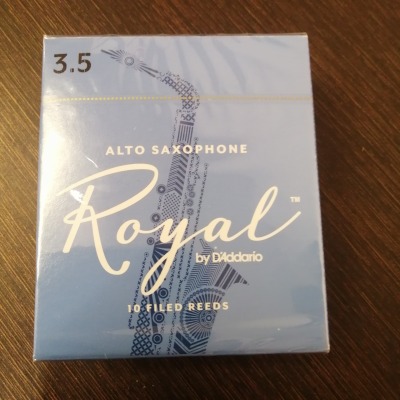 3.5
ALTO SAXOPHONE
Royal™
by D'Addario
10 FILED REEDS